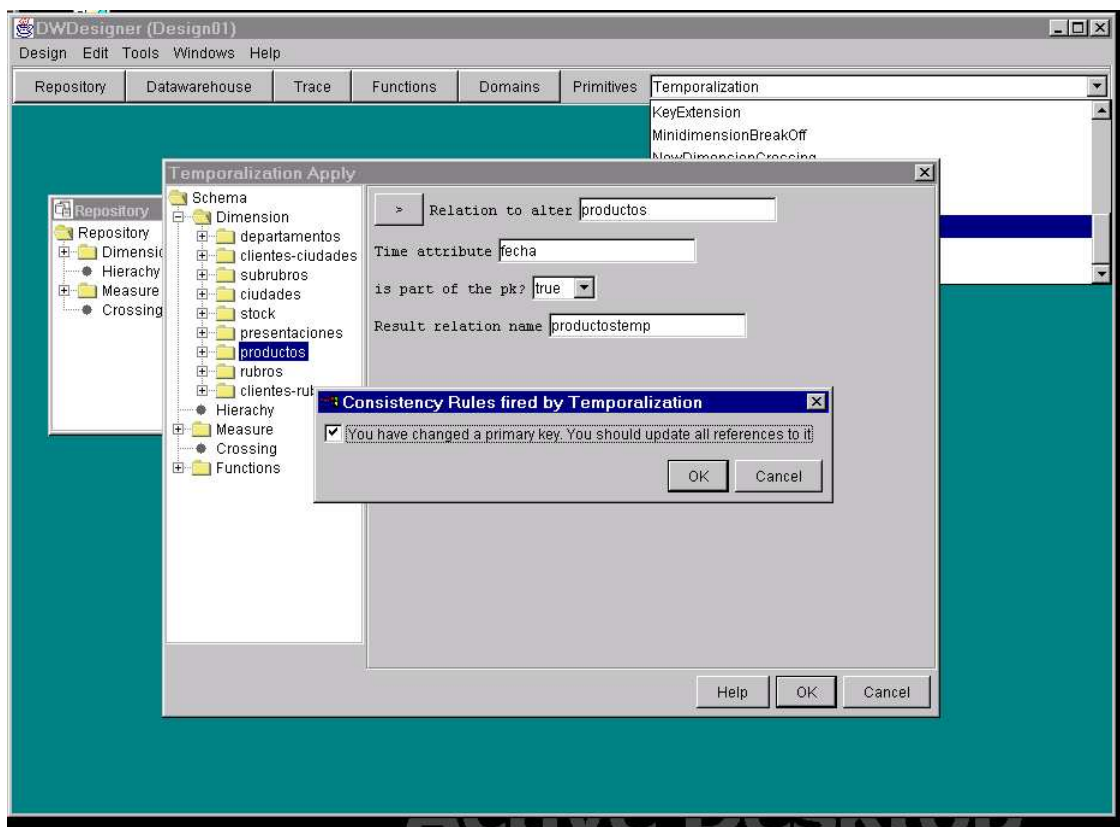 DWDesigner (Design01)
Design Edit Tools Windows Help
Repository Datawarehouse Trace Functions Domains Primitives Temporalization
KeyExtension
MinidimensionBreakOff
NewDimensionCrossing
Temporalization Apply
Repository
Repository
Hierachy
Measure
Crossing
Schema
Dimension
departamentos
clientes-ciudades
subrubros
ciudades
stock
presentaciones
productos
rubros
Hierachy
Measure
Crossing
Functions
> Relation to alter productos
Time attribute fecha
is part of the pk? true
Result relation name productostemp
Consistency Rules fired by Temporalization
You have changed a primary key. You should update all references to it
OK Cancel
Help OK Cancel
Active Desktop